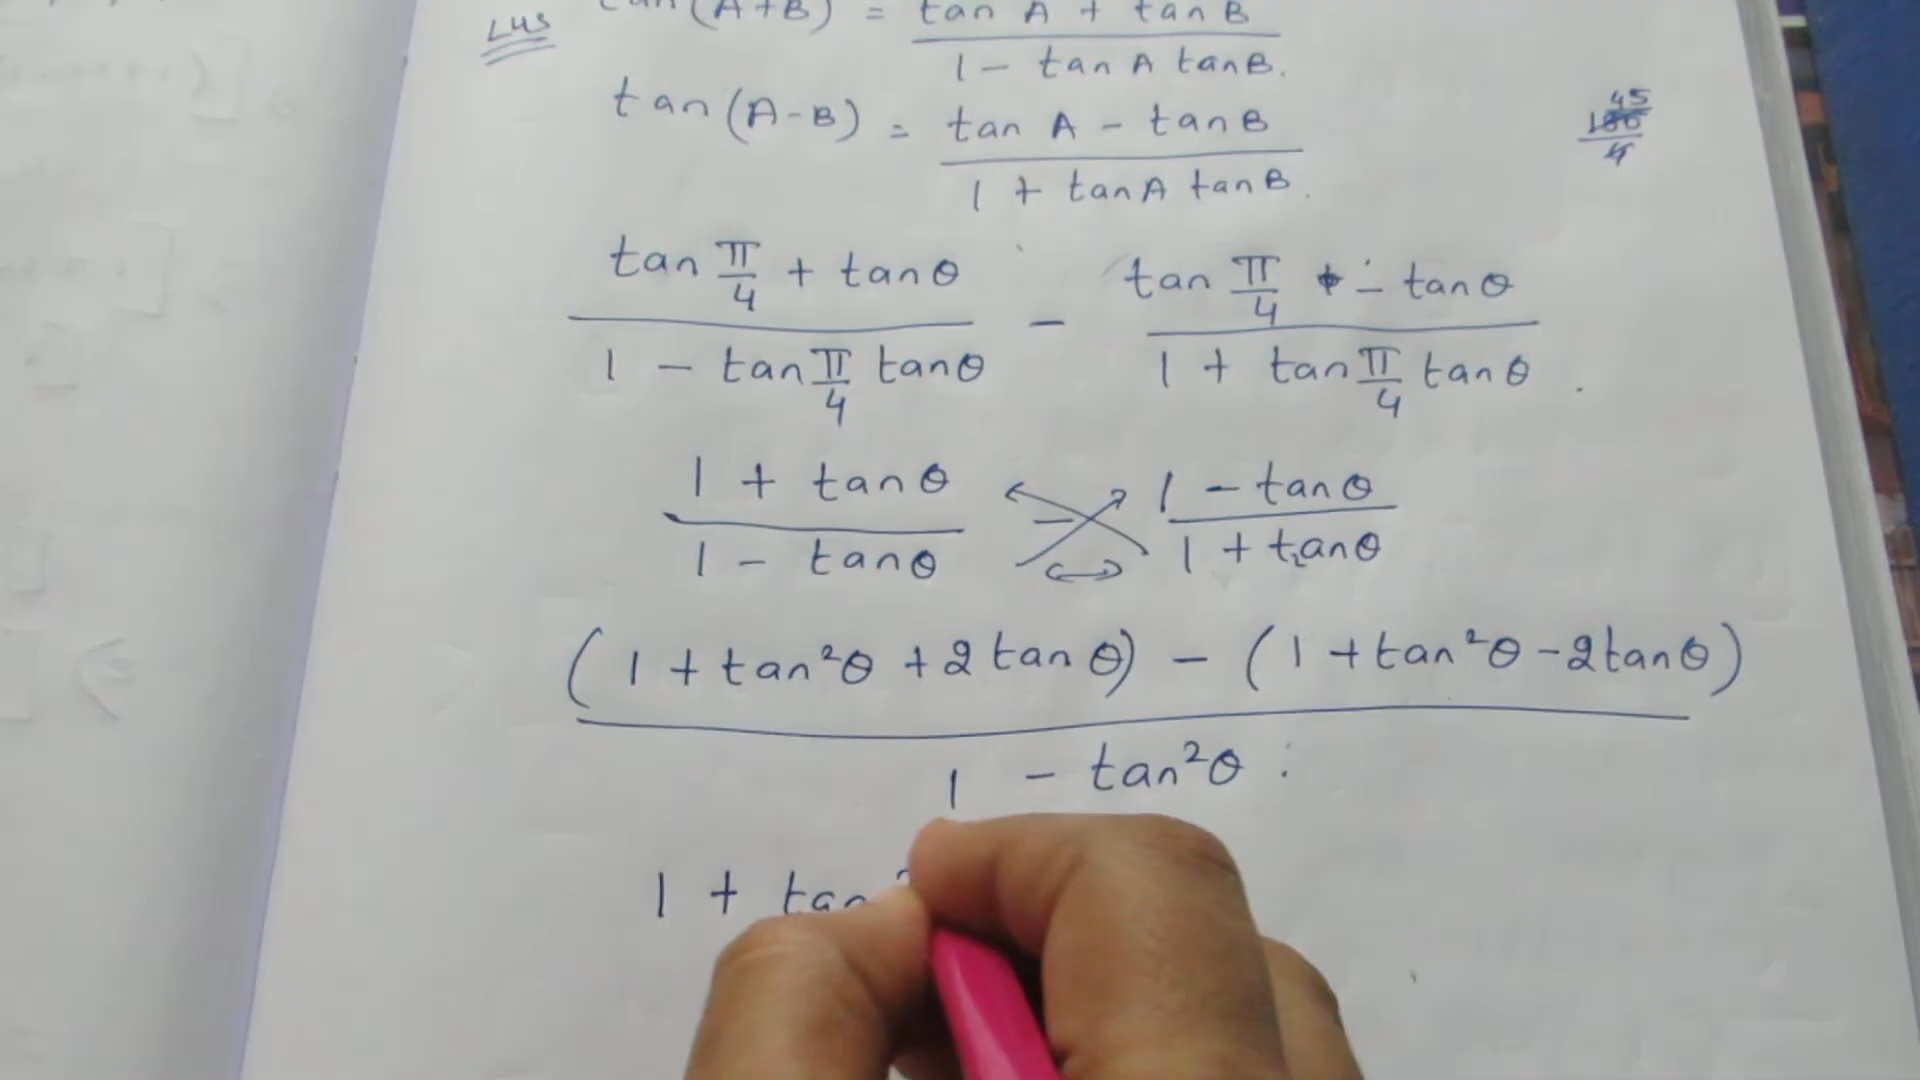 LHS tan (A+B) = tan A + tan B
1 - tan A tan B.
tan (A-B) = tan A - tan B
1 + tan A tan B.
45
180
4
tan π/4 + tan θ - tan π/4 - tan θ
1 - tan π/4 tan θ 1 + tan π/4 tan θ .
1 + tan θ - 1 - tan θ
1 - tan θ 1 + tan θ
(1 + tan²θ + 2 tan θ) - (1 + tan²θ - 2 tan θ)
1 - tan²θ
1 + tan